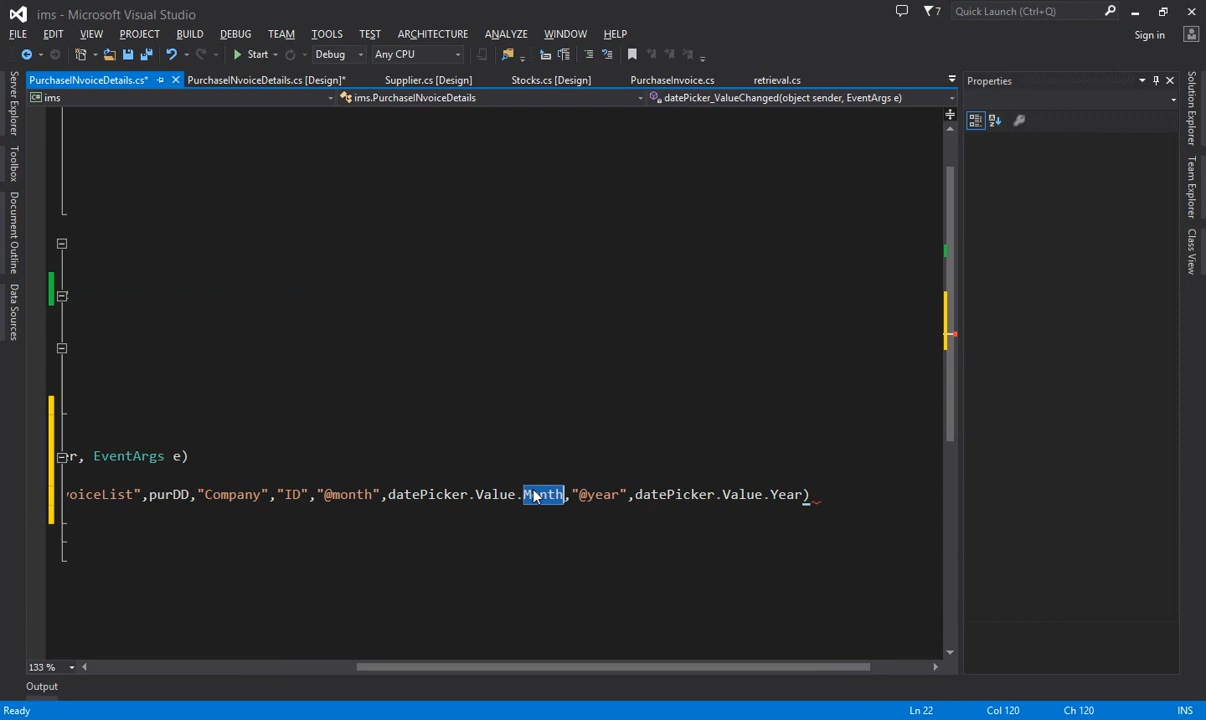 ims - Microsoft Visual Studio
7
Quick Launch (Ctrl+Q)
FILE EDIT VIEW PROJECT BUILD DEBUG TEAM TOOLS TEST ARCHITECTURE ANALYZE WINDOW HELP
Sign in
Start Debug Any CPU
PurchaseINvoiceDetails.cs* PurchaseINvoiceDetails.cs [Design]* Supplier.cs [Design] Stocks.cs [Design] PurchaseInvoice.cs retrieval.cs
Properties
ims ims.PurchaseINvoiceDetails datePicker_ValueChanged(object sender, EventArgs e)
Server Explorer
Toolbox
Document Outline
Data Sources
Solution Explorer
Team Explorer
Class View
er, EventArgs e)
voiceList",purDD,"Company","ID","@month",datePicker.Value.Month,"@year",datePicker.Value.Year)
133 %
Output
Ready Ln 22 Col 120 Ch 120 INS